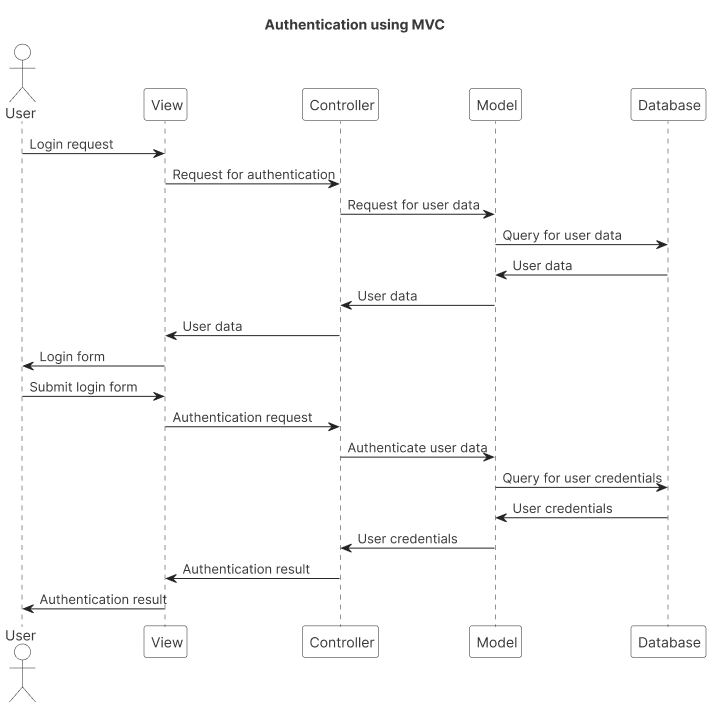 Authentication using MVC
User
View
Controller
Model
Database
Login request
Request for authentication
Request for user data
Query for user data
User data
User data
User data
Login form
Submit login form
Authentication request
Authenticate user data
Query for user credentials
User credentials
User credentials
Authentication result
Authentication result
User
View
Controller
Model
Database